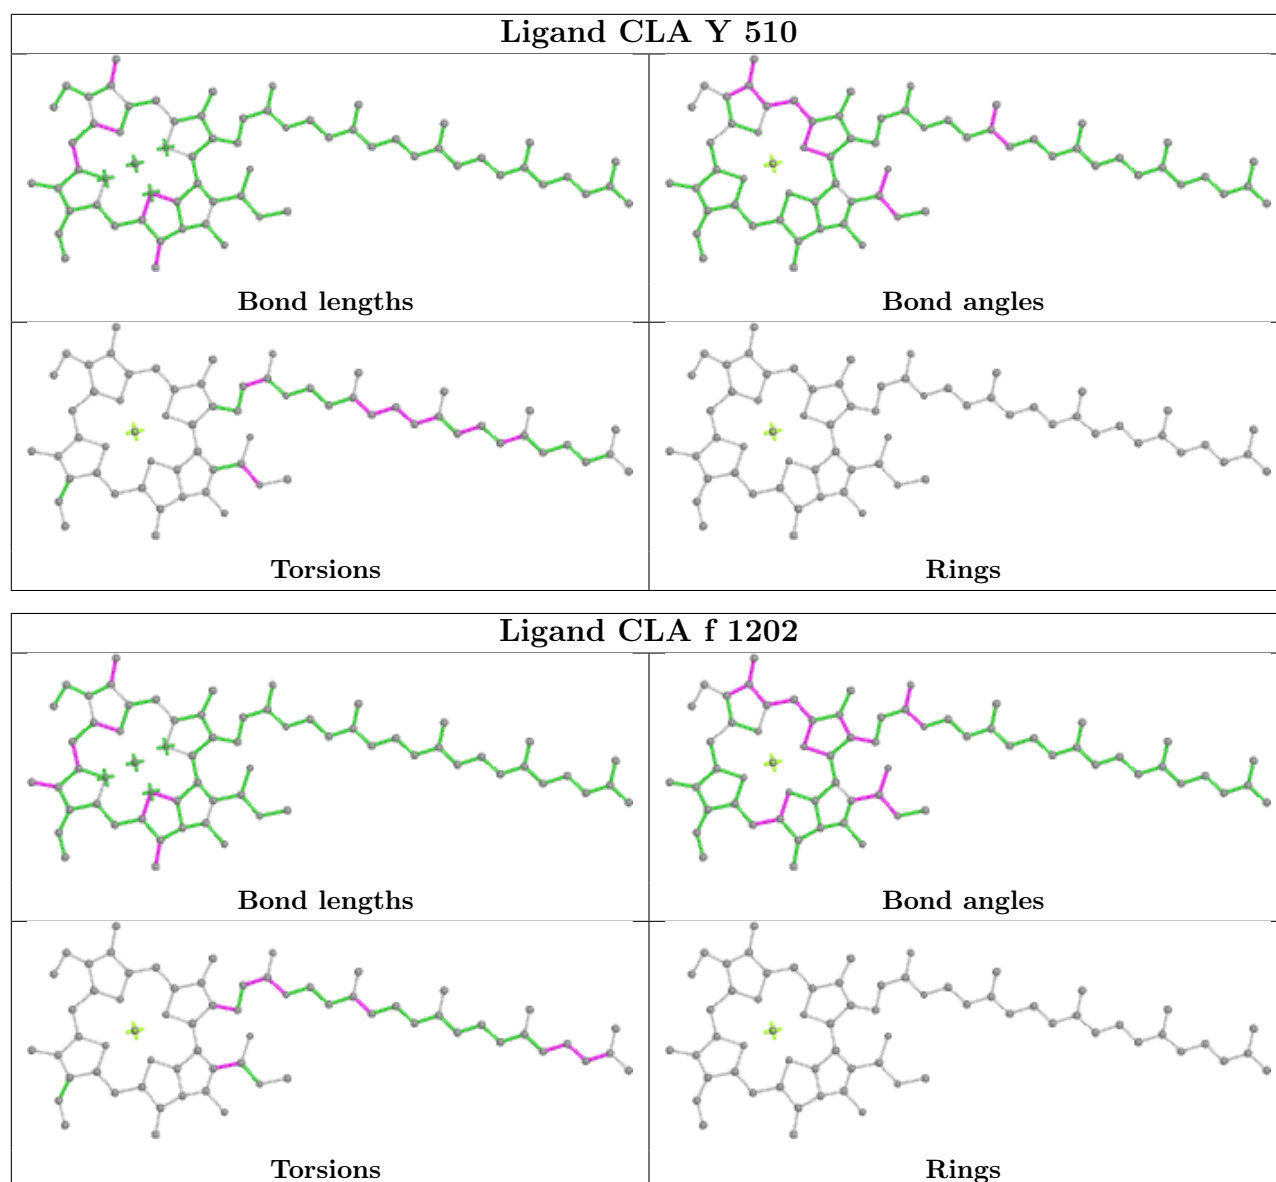 Ligand CLA Y 510
Bond lengths
Bond angles
Torsions
Rings
Ligand CLA f 1202
Bond lengths
Bond angles
Torsions
Rings